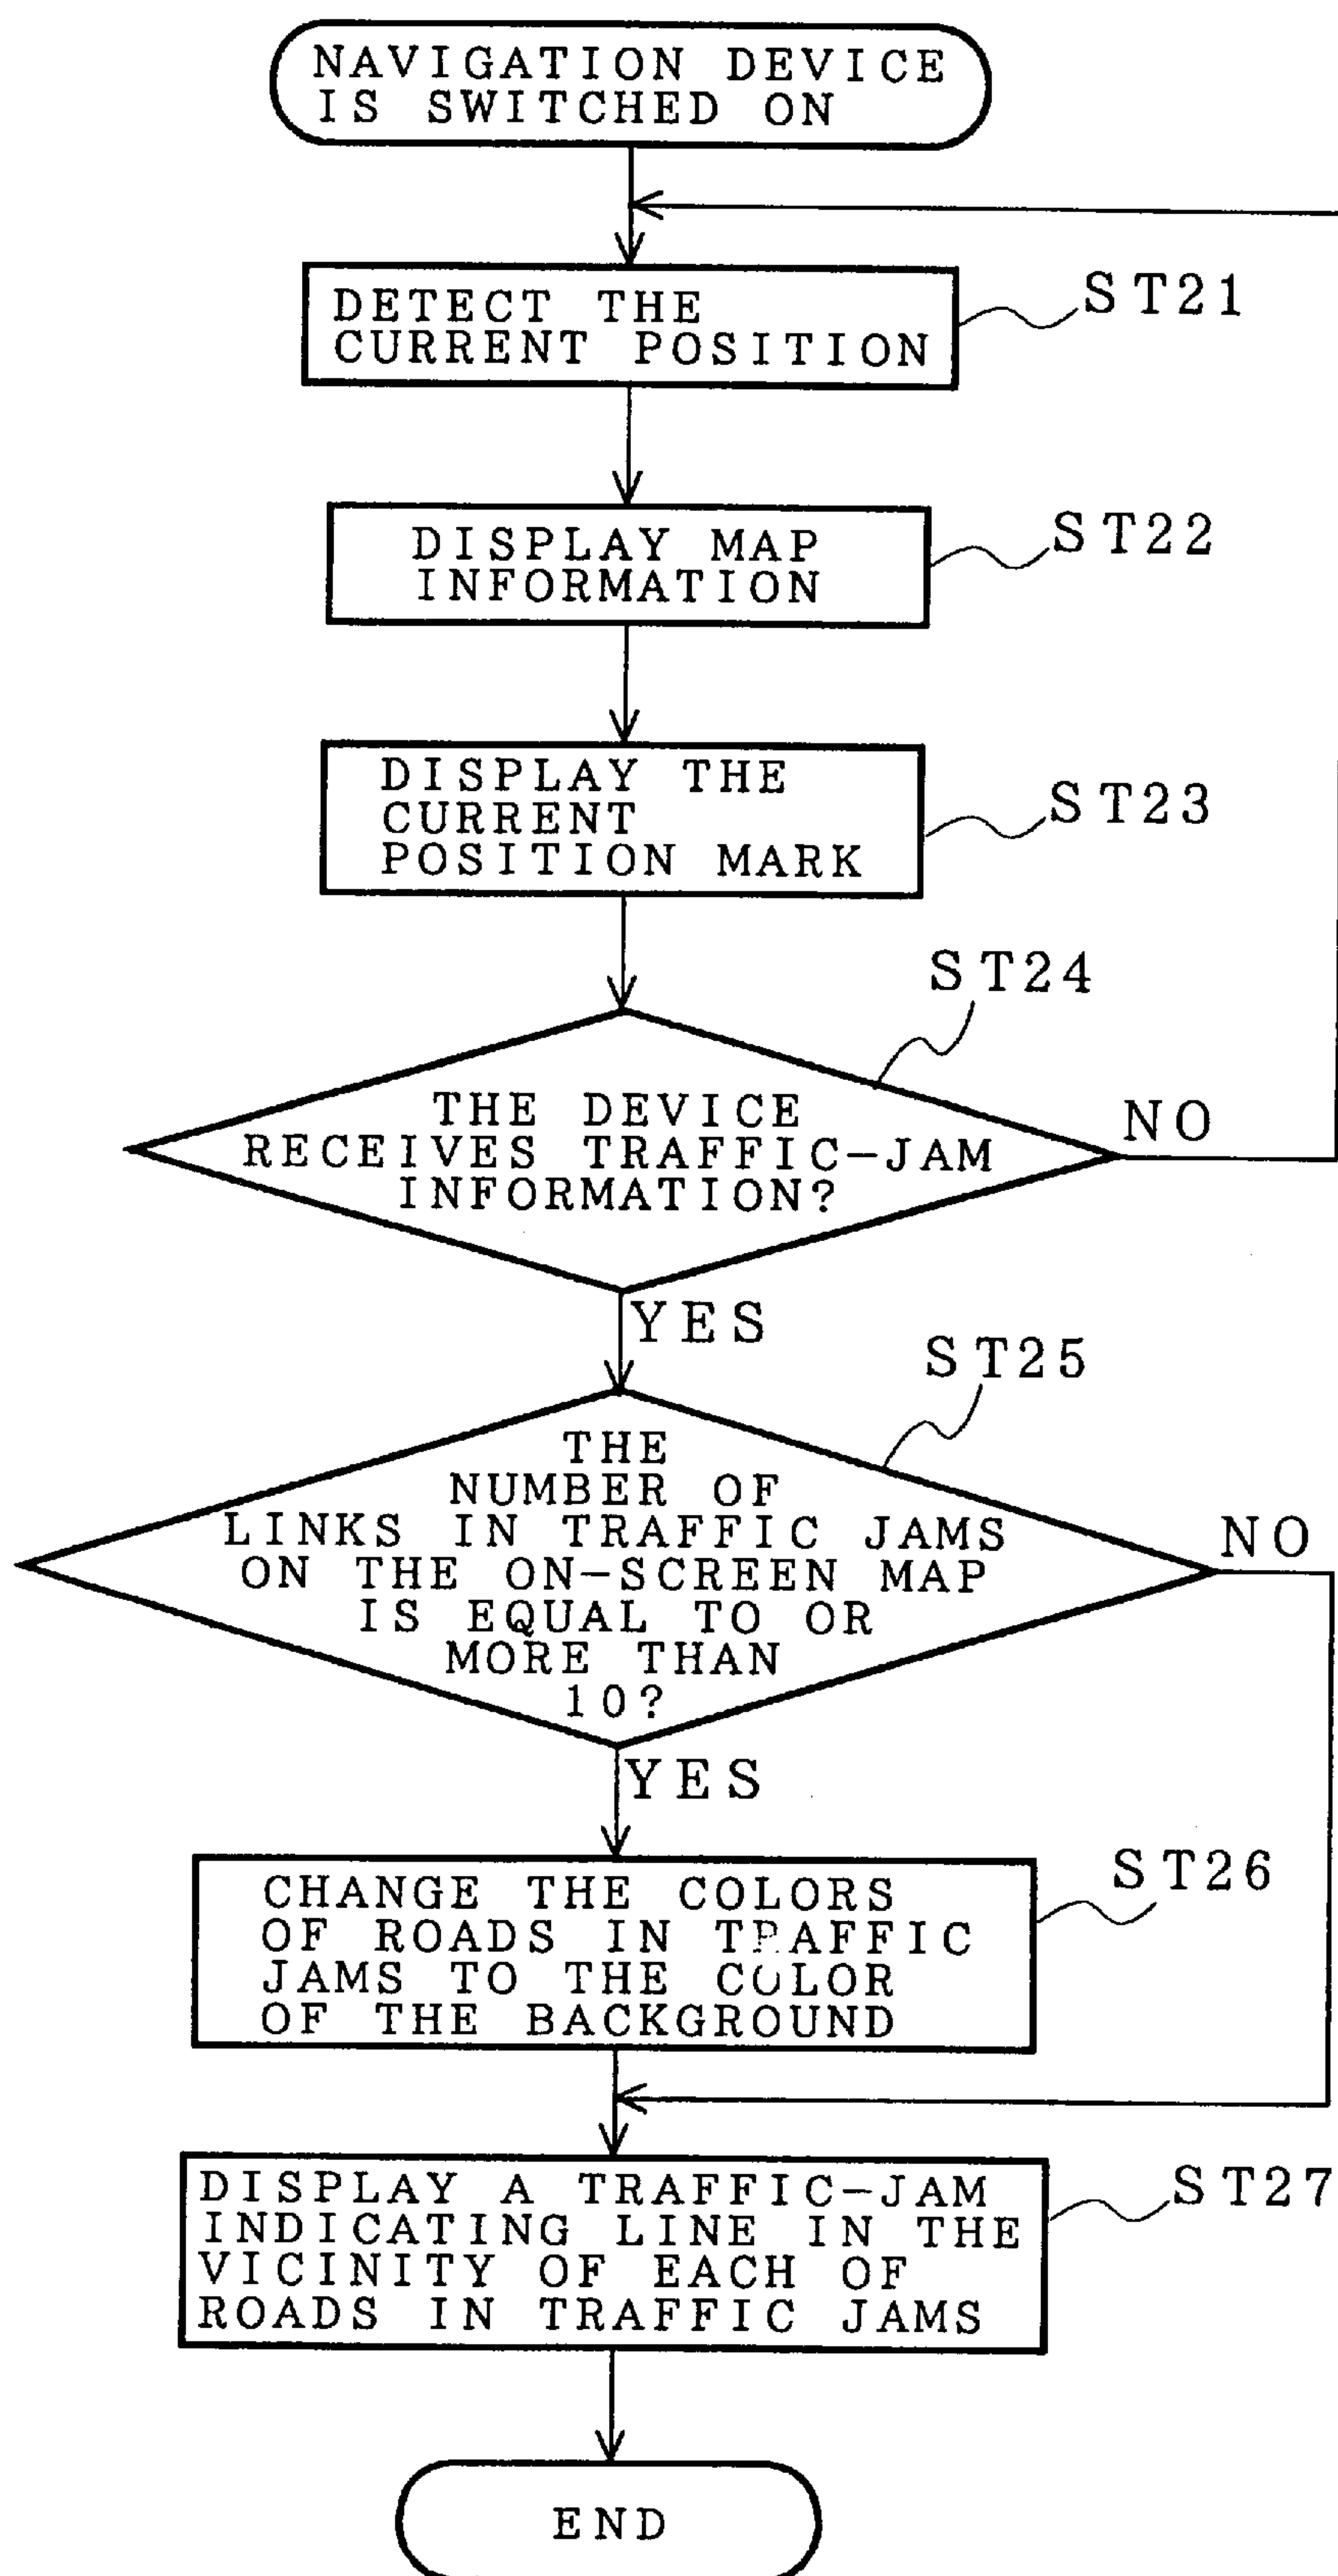 NAVIGATION DEVICE
IS SWITCHED ON
DETECT THE
CURRENT POSITION
ST21
DISPLAY MAP
INFORMATION
ST22
DISPLAY THE
CURRENT
POSITION MARK
ST23
ST24
THE DEVICE
RECEIVES TRAFFIC-JAM
INFORMATION?
NO
YES
ST25
THE
NUMBER OF
LINKS IN TRAFFIC JAMS
ON THE ON-SCREEN MAP
IS EQUAL TO OR
MORE THAN
10?
NO
YES
CHANGE THE COLORS
OF ROADS IN TRAFFIC
JAMS TO THE COLOR
OF THE BACKGROUND
ST26
DISPLAY A TRAFFIC-JAM
INDICATING LINE IN THE
VICINITY OF EACH OF
ROADS IN TRAFFIC JAMS
ST27
END